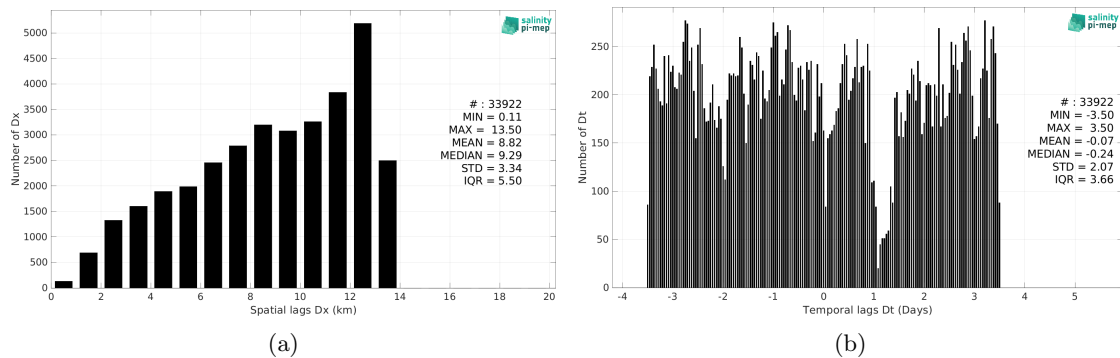 salinity
pi-mep
# : 33922
MIN = 0.11
MAX = 13.50
MEAN = 8.82
MEDIAN = 9.29
STD = 3.34
IQR = 5.50
Number of Dx
5000
4500
4000
3500
3000
2500
2000
1500
1000
500
0
0 2 4 6 8 10 12 14 16 18 20
Spatial lags Dx (km)
(a)
salinity
pi-mep
# : 33922
MIN = -3.50
MAX = 3.50
MEAN = -0.07
MEDIAN = -0.24
STD = 2.07
IQR = 3.66
Number of Dt
250
200
150
100
50
0
-4 -3 -2 -1 0 1 2 3 4 5
Temporal lags Dt (Days)
(b)